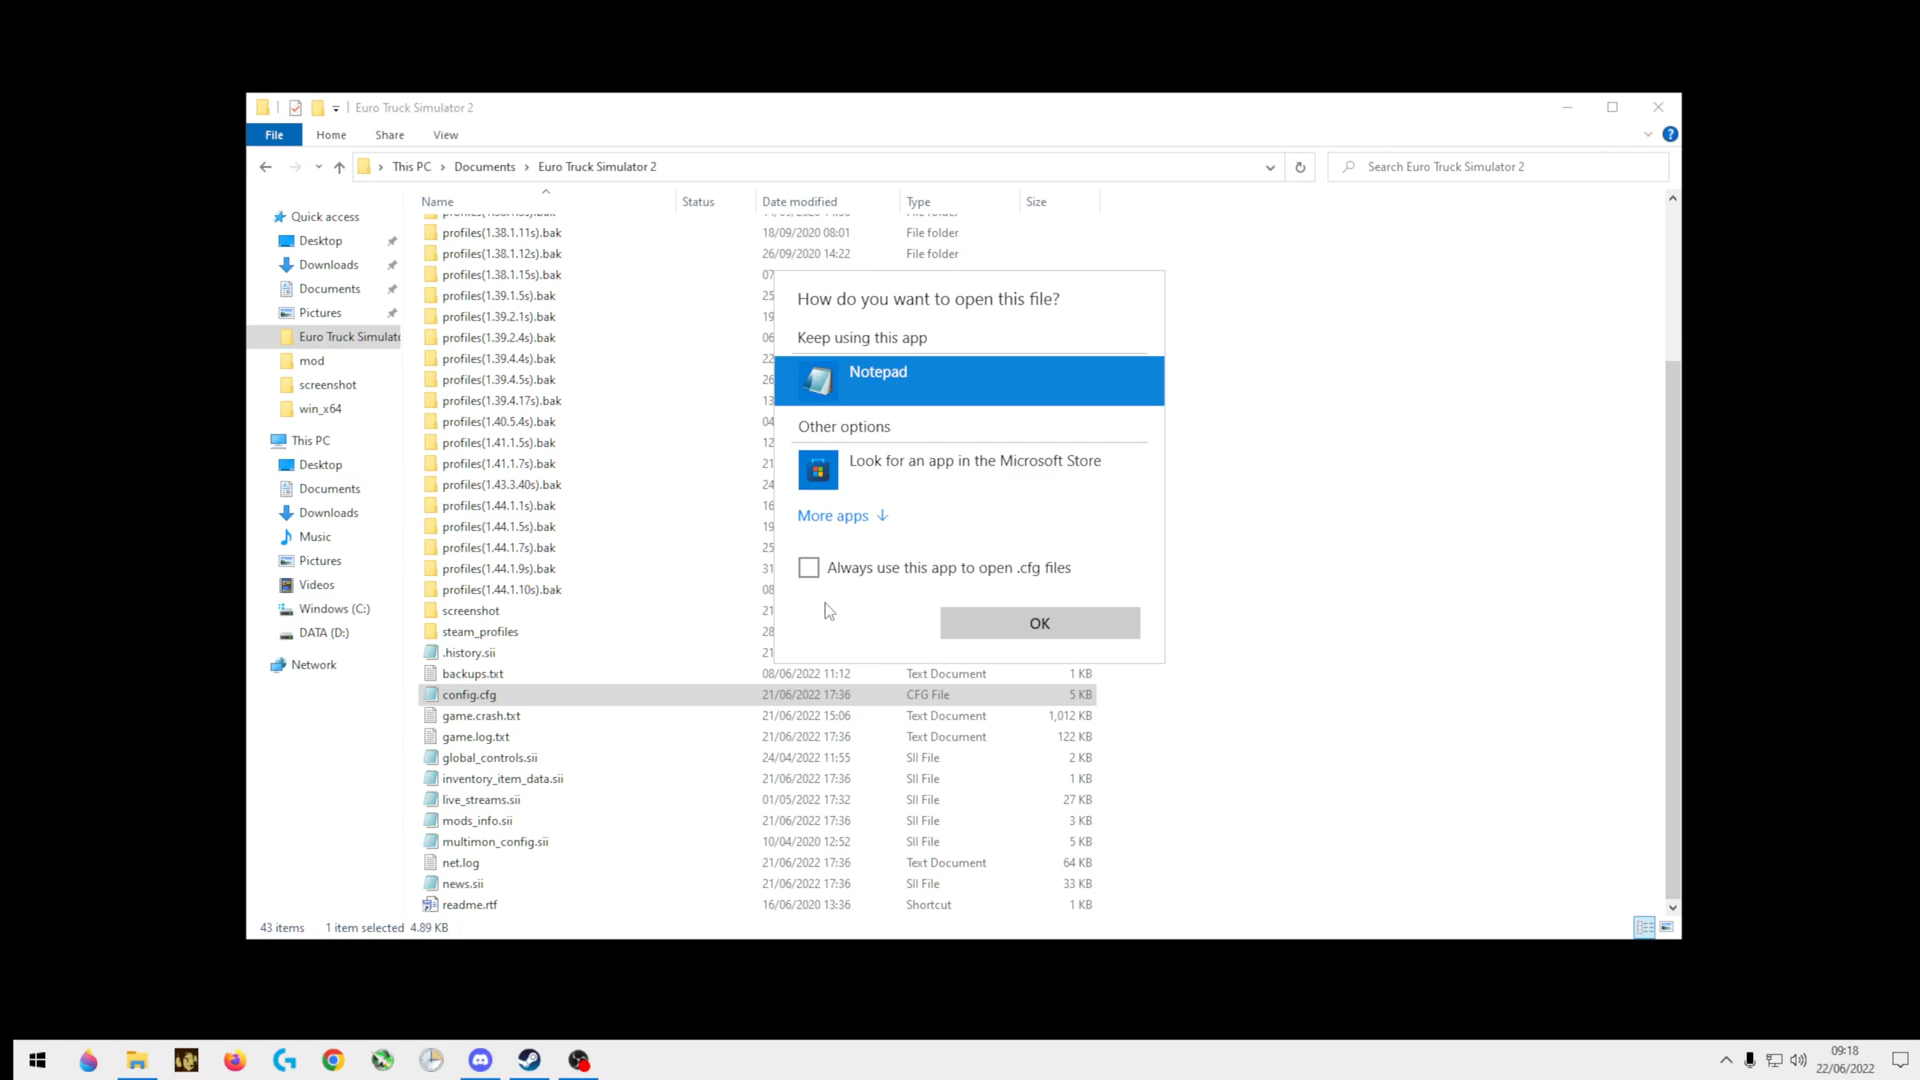 Euro Truck Simulator 2
File Home Share View
This PC > Documents > Euro Truck Simulator 2
Search Euro Truck Simulator 2
Name Status Date modified Type Size
Quick access
Desktop
Downloads
Documents
Pictures
Euro Truck Simulato
mod
screenshot
win_x64
This PC
Desktop
Documents
Downloads
Music
Pictures
Videos
Windows (C:)
DATA (D:)
Network
profiles(1.38.1.11s).bak 18/09/2020 08:01 File folder
profiles(1.38.1.12s).bak 26/09/2020 14:22 File folder
profiles(1.38.1.15s).bak 07
profiles(1.39.1.5s).bak 25
profiles(1.39.2.1s).bak 19
profiles(1.39.2.4s).bak 06
profiles(1.39.4.4s).bak 22
profiles(1.39.4.5s).bak 26
profiles(1.39.4.17s).bak 13
profiles(1.40.5.4s).bak 04
profiles(1.41.1.5s).bak 12
profiles(1.41.1.7s).bak 21
profiles(1.43.3.40s).bak 24
profiles(1.44.1.1s).bak 16
profiles(1.44.1.5s).bak 19
profiles(1.44.1.7s).bak 25
profiles(1.44.1.9s).bak 31
profiles(1.44.1.10s).bak 08
screenshot 21
steam_profiles 28
.history.sii 21
backups.txt 08/06/2022 11:12 Text Document 1 KB
config.cfg 21/06/2022 17:36 CFG File 5 KB
game.crash.txt 21/06/2022 15:06 Text Document 1,012 KB
game.log.txt 21/06/2022 17:36 Text Document 122 KB
global_controls.sii 24/04/2022 11:55 SII File 2 KB
inventory_item_data.sii 21/06/2022 17:36 SII File 1 KB
live_streams.sii 01/05/2022 17:32 SII File 27 KB
mods_info.sii 21/06/2022 17:36 SII File 3 KB
multimon_config.sii 10/04/2020 12:52 SII File 5 KB
net.log 21/06/2022 17:36 Text Document 64 KB
news.sii 21/06/2022 17:36 SII File 33 KB
readme.rtf 16/06/2020 13:36 Shortcut 1 KB
How do you want to open this file?
Keep using this app
Notepad
Other options
Look for an app in the Microsoft Store
More apps
Always use this app to open .cfg files
OK
43 items 1 item selected 4.89 KB
09:18
22/06/2022